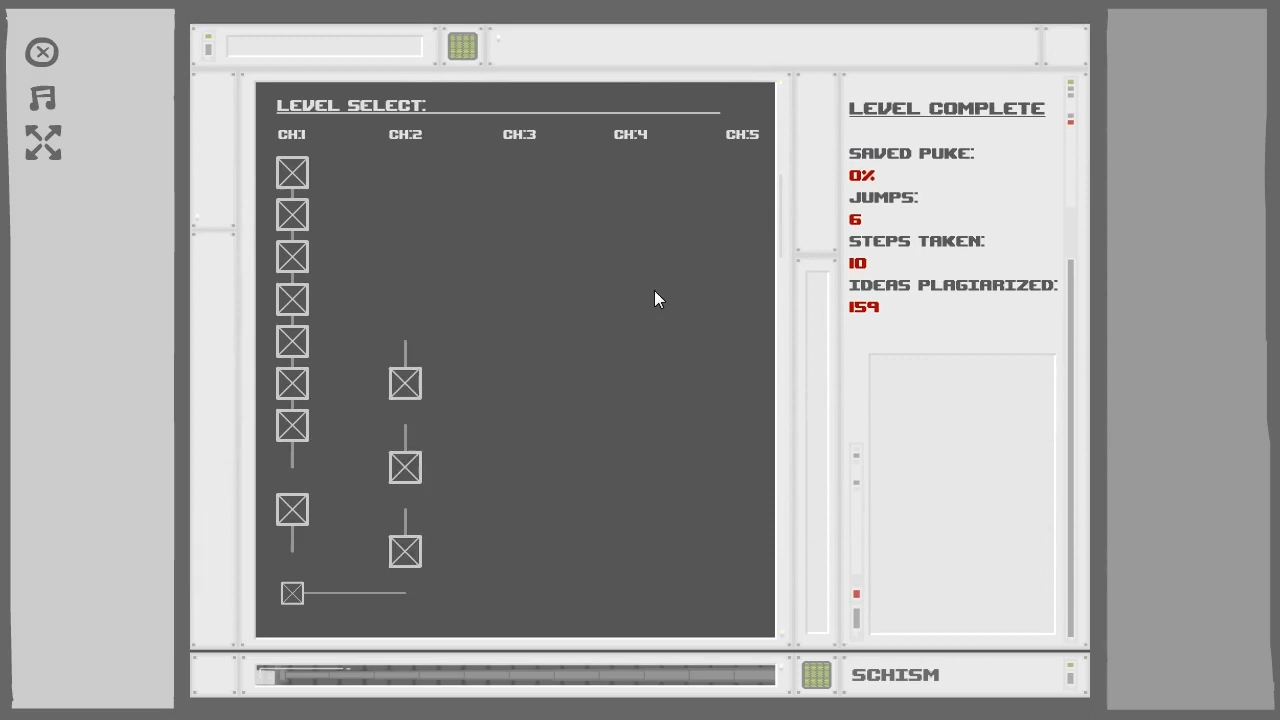 LEVEL SELECT:
CH:1 CH:2 CH:3 CH:4 CH:5
LEVEL COMPLETE
SAVED PUKE:
0%
JUMPS:
6
STEPS TAKEN:
10
IDEAS PLAGIARIZED:
159
SCHISM